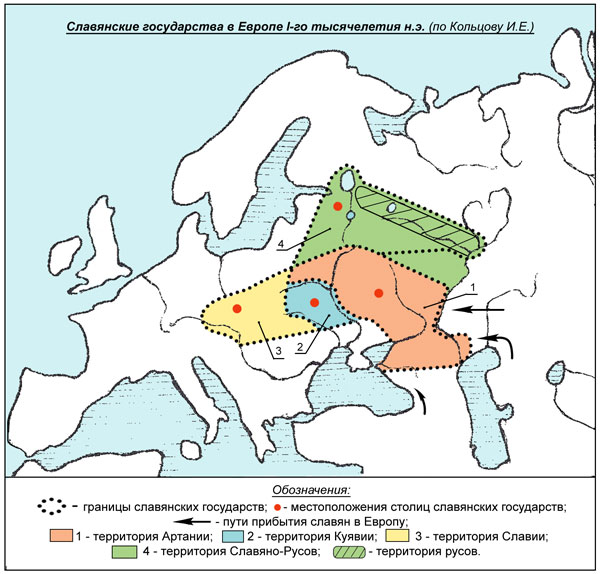 Славянские государства в Европе I-го тысячелетия н.э. (по Кольцову И.Е.)
4
1
3
2
Обозначения:
- границы славянских государств; - местоположения столиц славянских государств;
- пути прибытия славян в Европу;
1 - территория Артании; 2 - территория Куявии; 3 - территория Славии;
4 - территория Славяно-Русов; - территория русов.